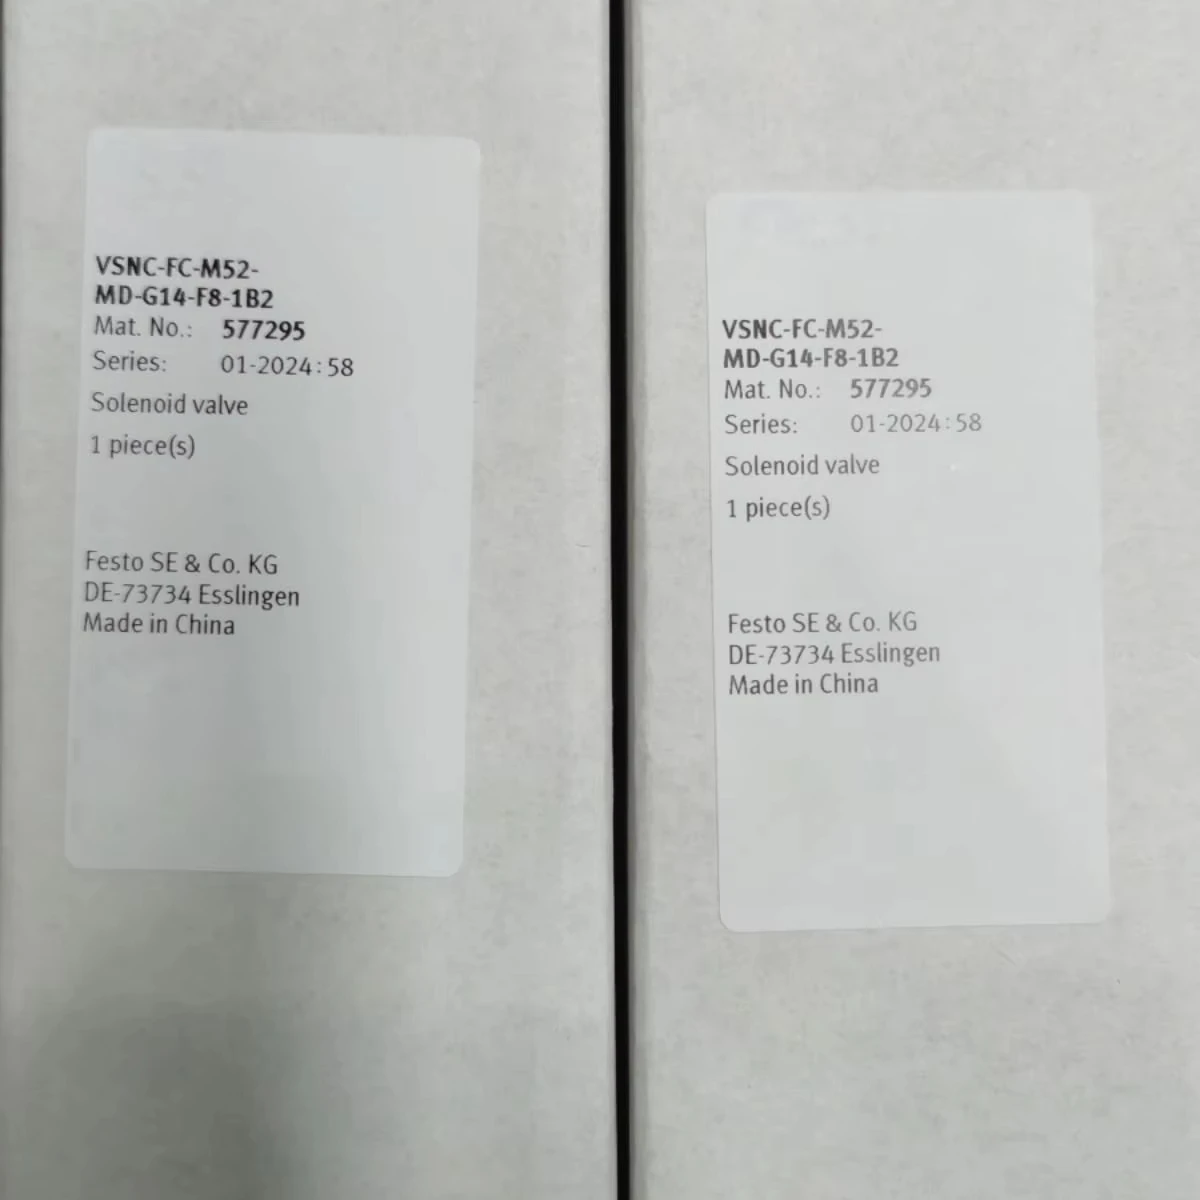 VSNC-FC-M52-
MD-G14-F8-1B2
Mat. No.: 577295
Series: 01-2024:58
Solenoid valve
1 piece(s)
Festo SE & Co. KG
DE-73734 Esslingen
Made in China
VSNC-FC-M52-
MD-G14-F8-1B2
Mat. No.: 577295
Series: 01-2024:58
Solenoid valve
1 piece(s)
Festo SE & Co. KG
DE-73734 Esslingen
Made in China